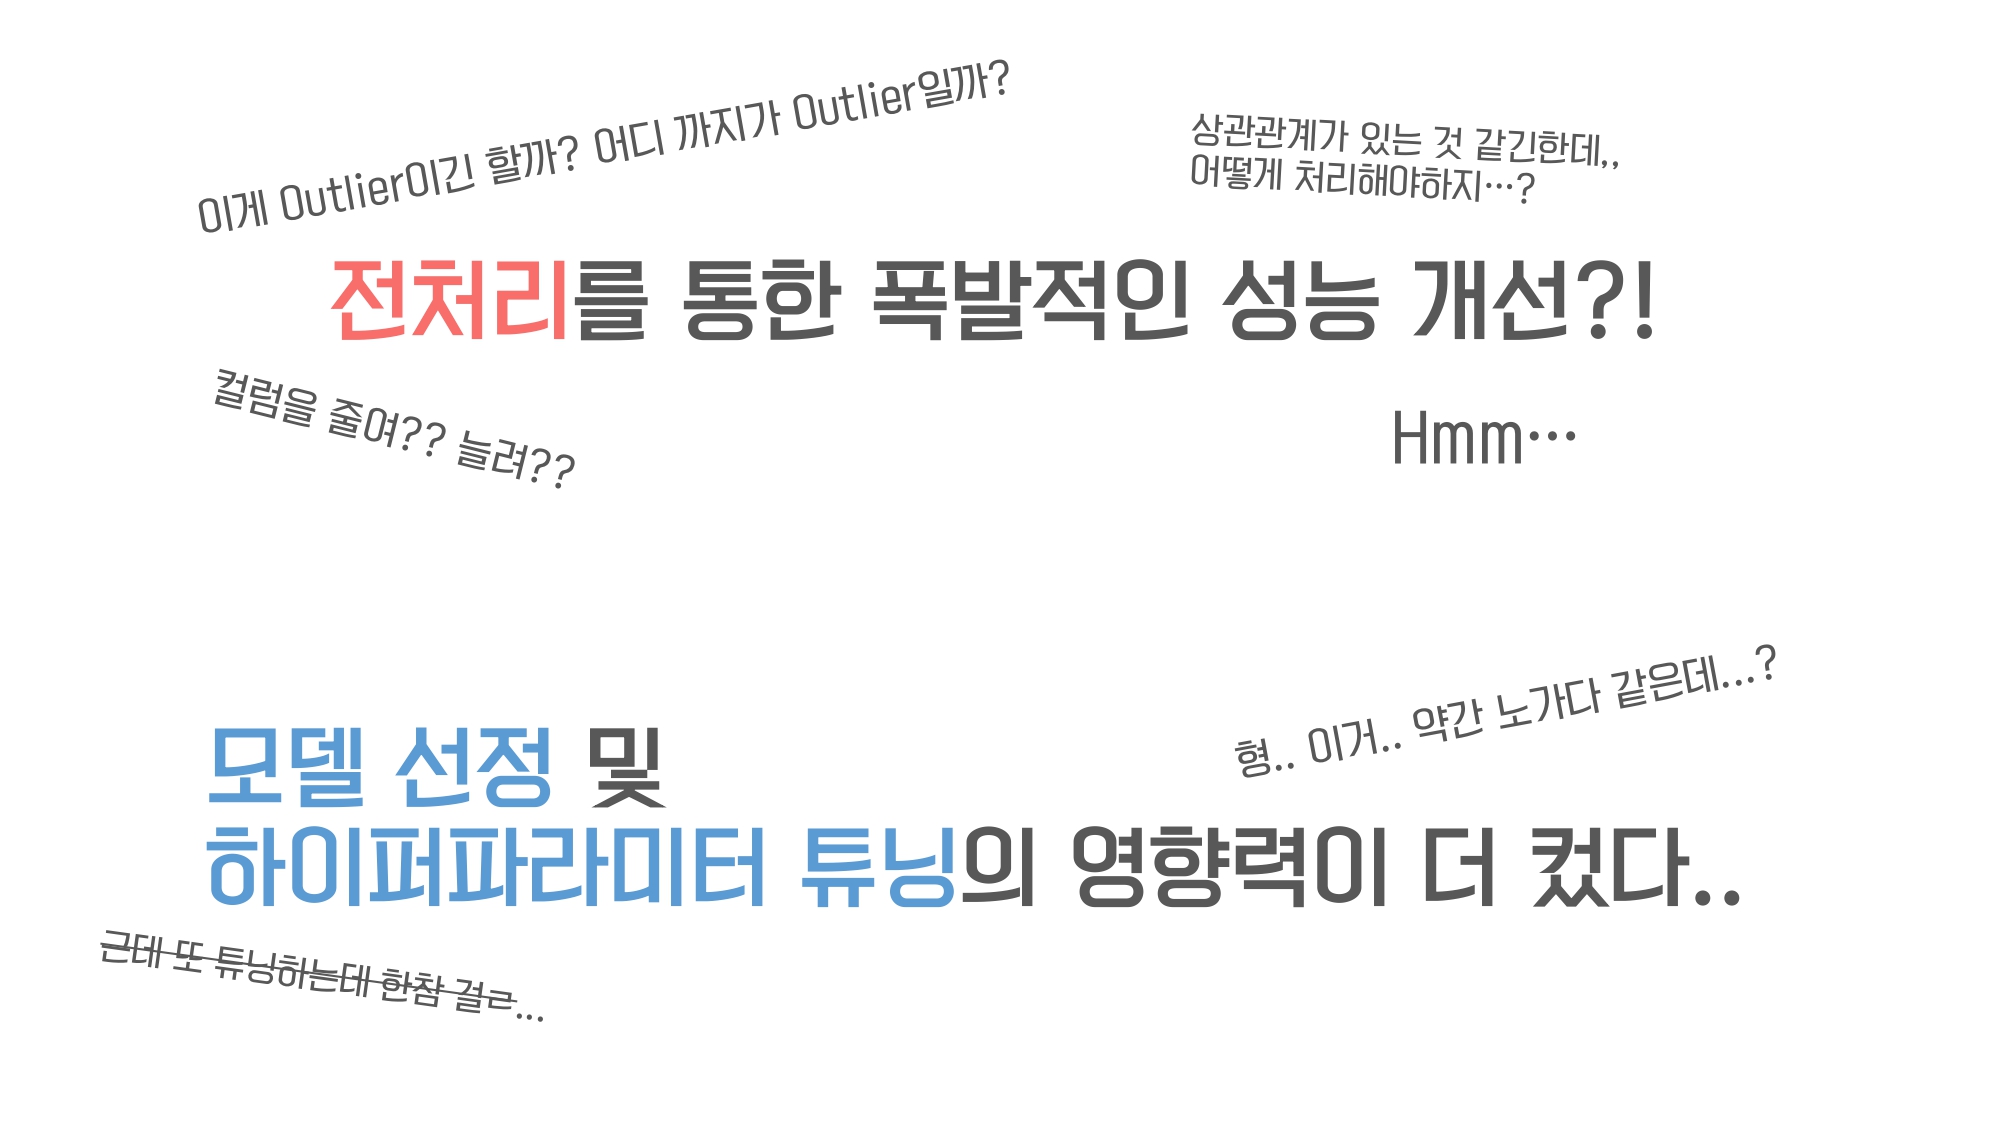 이게 Outlier이긴 할까? 어디 까지가 Outlier일까?
상관관계가 있는 것 같긴한데,,
어떻게 처리해야하지…?
전처리를 통한 폭발적인 성능 개선?!
컬럼을 줄여?? 늘려??
Hmm…
형.. 이거.. 약간 노가다 같은데...?
모델 선정 및
하이퍼파라미터 튜닝의 영향력이 더 컸다..
근데 또 튜닝하는데 한참 걸ㄹ...